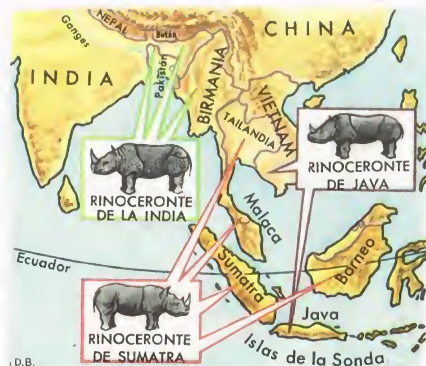 NEPAL
Ganges
Bután
CHINA
INDIA
Pakistán
BIRMANIA
VIETNAM
TAILANDIA
RINOCERONTE
DE LA INDIA
RINOCERONTE
DE JAVA
Malaca
Ecuador
Sumatra
Borneo
RINOCERONTE
DE SUMATRA
Java
Islas de la Sonda
D.B.